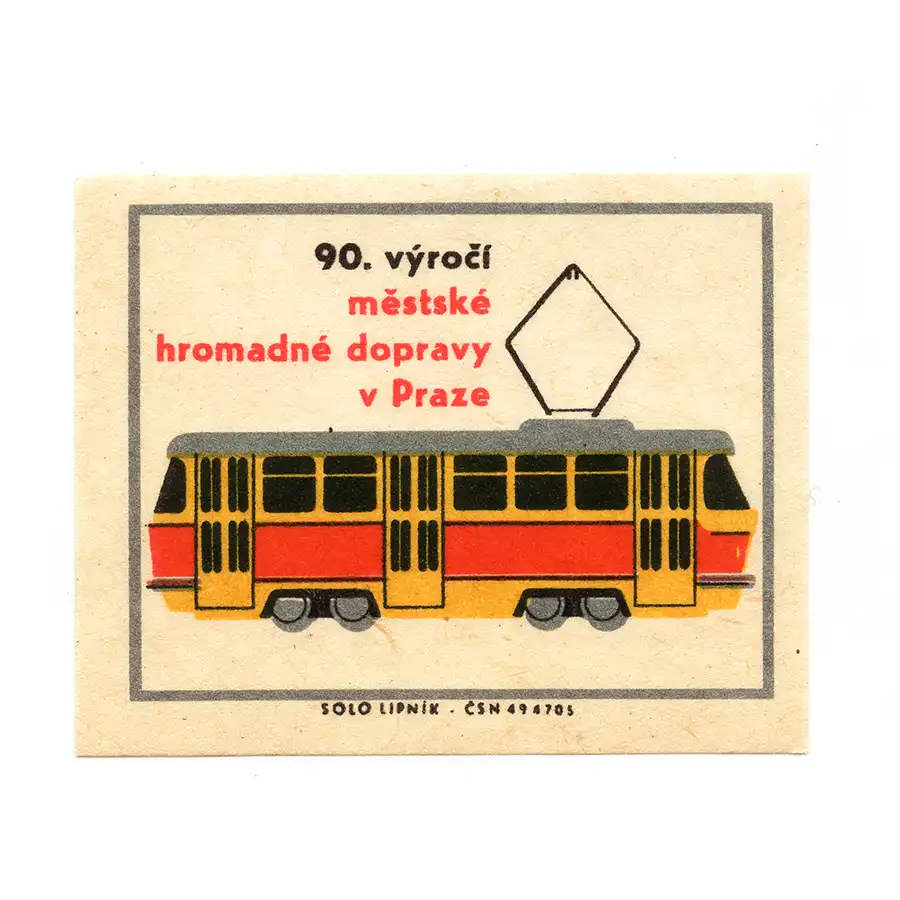 90. výročí
městské
hromadné dopravy
v Praze
SOLO LIPNÍK - ČSN 494705